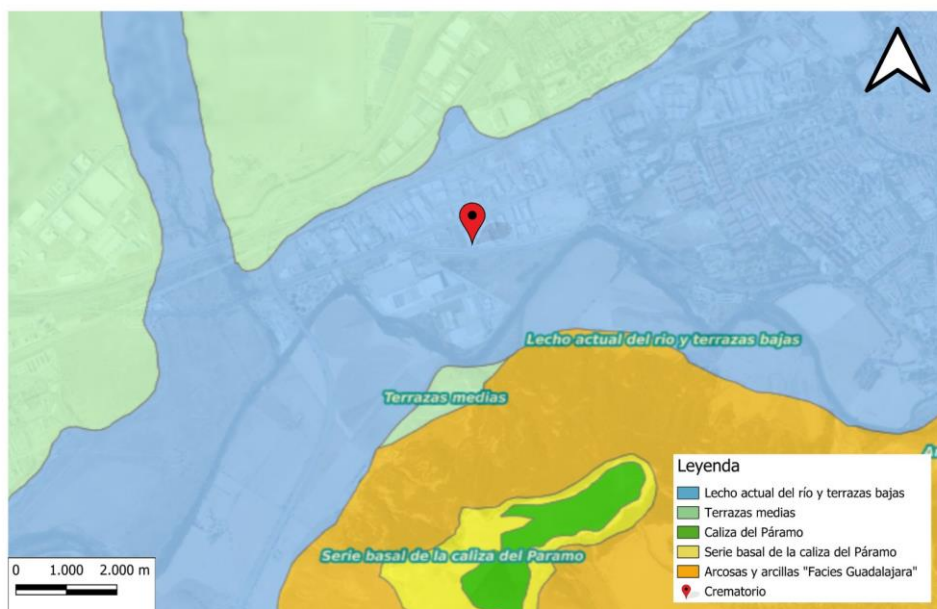 Lecho actual del río y terrazas bajas
Terrazas medias
Serie basal de la caliza del Paramo
Leyenda
Lecho actual del río y terrazas bajas
Terrazas medias
Caliza del Páramo
Serie basal de la caliza del Páramo
Arcosas y arcillas "Facies Guadalajara"
Crematorio
0 1.000 2.000 m